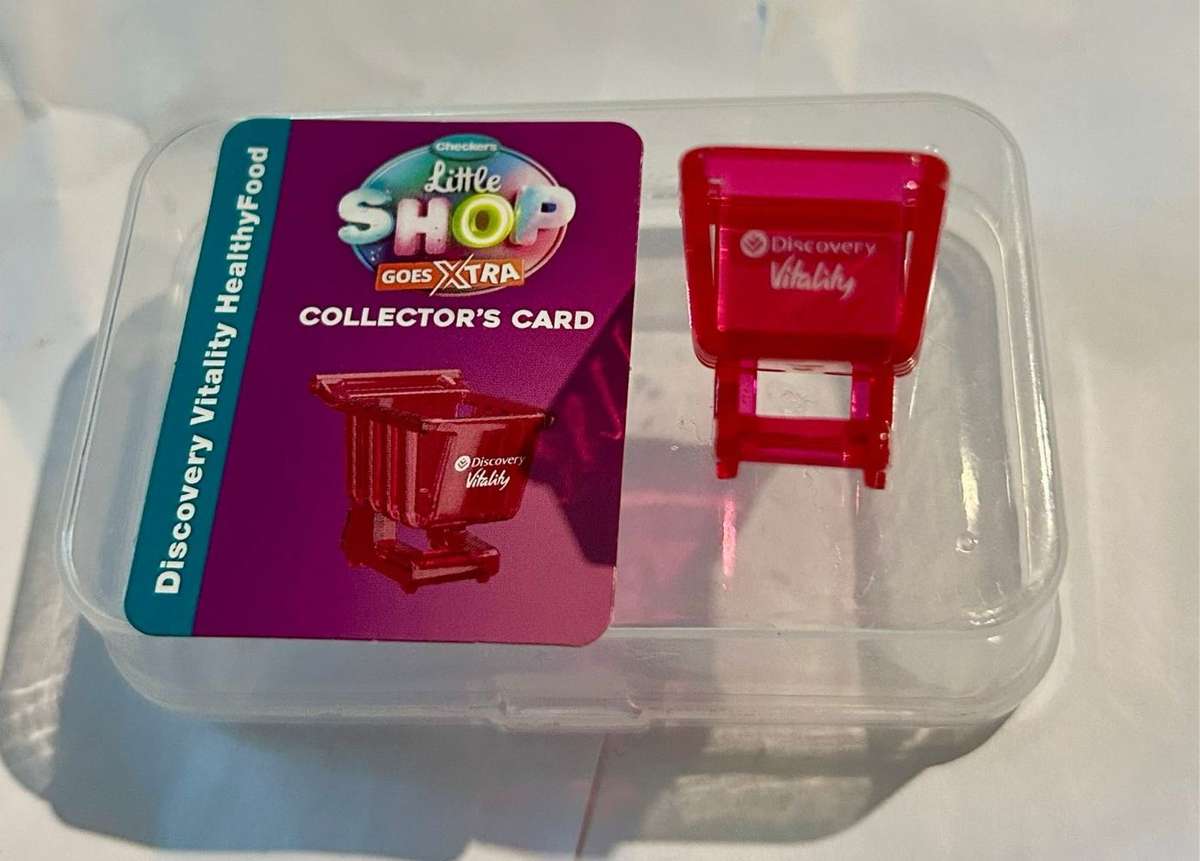 Discovery Vitality HealthyFood
Checkers
Little
SHOP
GOES XTRA
COLLECTOR'S CARD
Discovery
Vitality
Discovery
Vitality